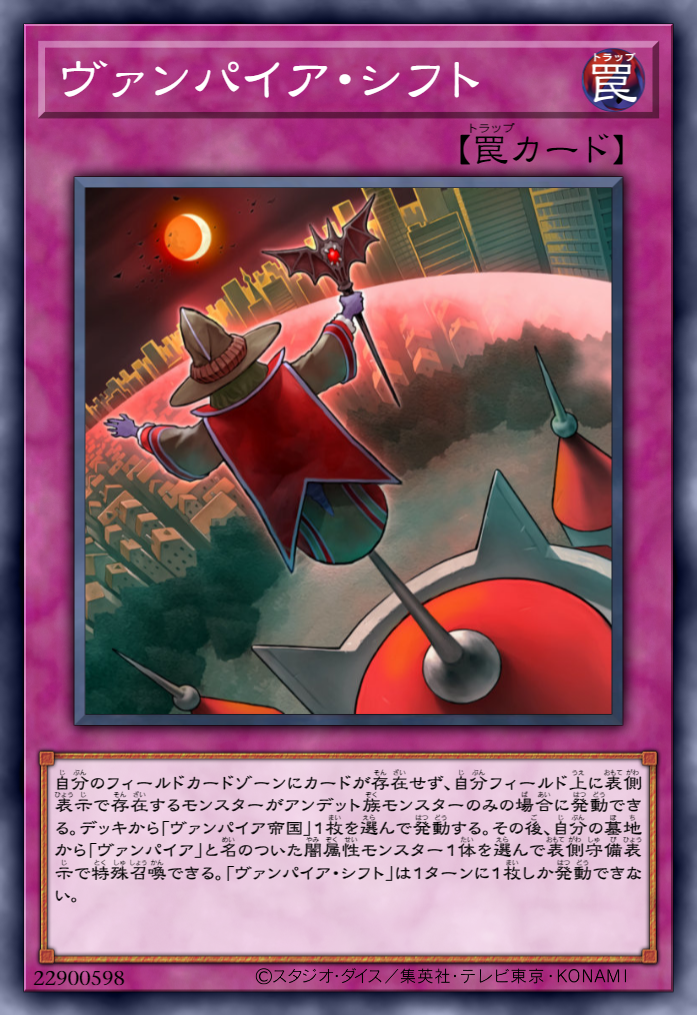 ヴァンパイア・シフト
トラップ
罠
トラップ
【罠カード】
自分のフィールドカードゾーンにカードが存在せず、自分フィールド上に表側
表示で存在するモンスターがアンデット族モンスターのみの場合に発動でき
る。デッキから「ヴァンパイア帝国」1枚を選んで発動する。その後、自分の墓地
から「ヴァンパイア」と名のついた闇属性モンスター1体を選んで表側守備表
示で特殊召喚できる。「ヴァンパイア・シフト」は1ターンに1枚しか発動できな
い。
22900598
©スタジオ・ダイス／集英社・テレビ東京・KONAMI